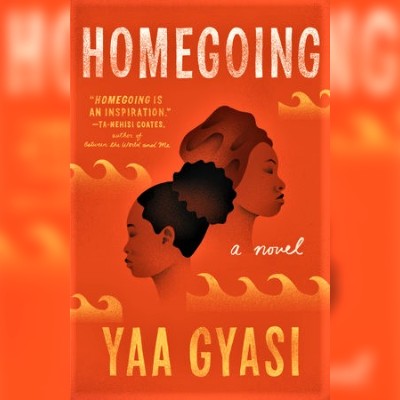 HOMEGOING
"HOMEGOING IS
AN INSPIRATION."
—TA-NEHISI COATES,
author of
Between the World and Me
a novel
YAA GYASI